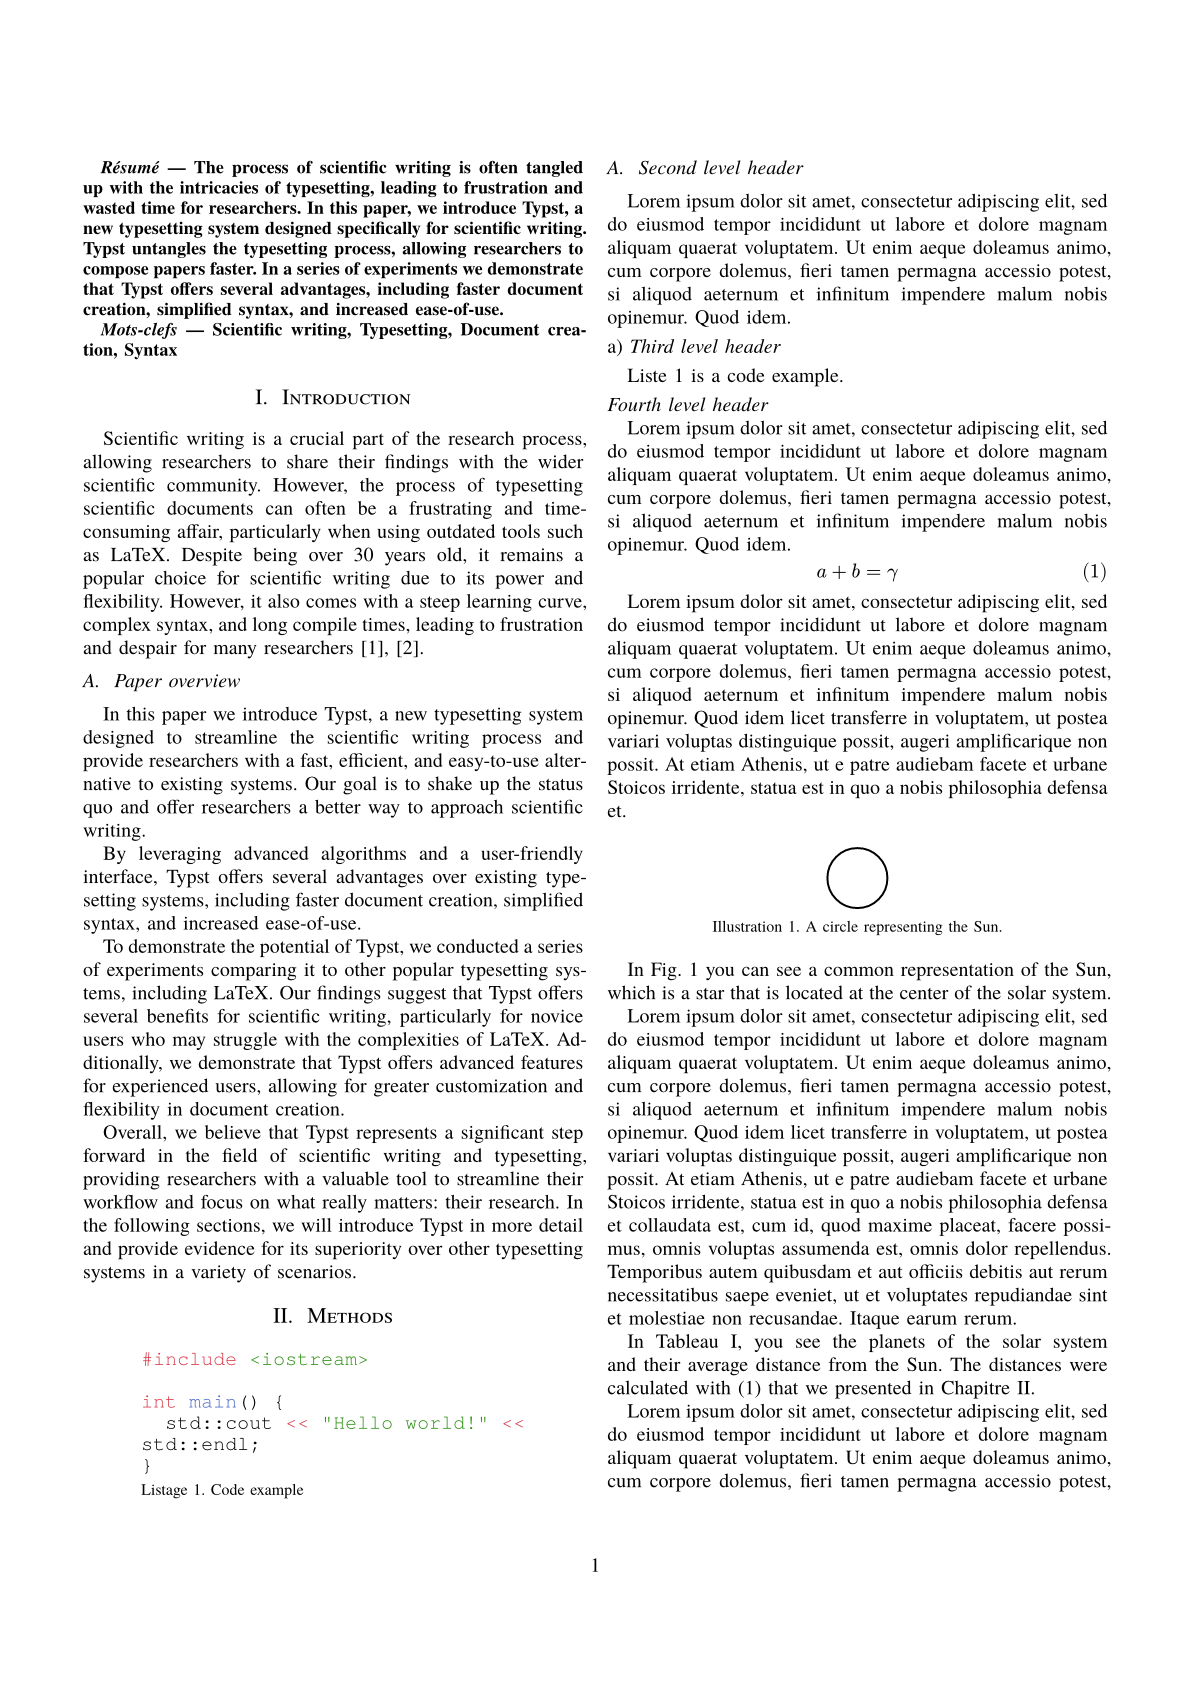 Résumé — The process of scientific writing is often tangled
up with the intricacies of typesetting, leading to frustration and
wasted time for researchers. In this paper, we introduce Typst, a
new typesetting system designed specifically for scientific writing.
Typst untangles the typesetting process, allowing researchers to
compose papers faster. In a series of experiments we demonstrate
that Typst offers several advantages, including faster document
creation, simplified syntax, and increased ease-of-use.
Mots-clefs — Scientific writing, Typesetting, Document crea-
tion, Syntax
I. Introduction
Scientific writing is a crucial part of the research process,
allowing researchers to share their findings with the wider
scientific community. However, the process of typesetting
scientific documents can often be a frustrating and time-
consuming affair, particularly when using outdated tools such
as LaTeX. Despite being over 30 years old, it remains a
popular choice for scientific writing due to its power and
flexibility. However, it also comes with a steep learning curve,
complex syntax, and long compile times, leading to frustration
and despair for many researchers [1], [2].
A. Paper overview
In this paper we introduce Typst, a new typesetting system
designed to streamline the scientific writing process and
provide researchers with a fast, efficient, and easy-to-use alter-
native to existing systems. Our goal is to shake up the status
quo and offer researchers a better way to approach scientific
writing.
By leveraging advanced algorithms and a user-friendly
interface, Typst offers several advantages over existing type-
setting systems, including faster document creation, simplified
syntax, and increased ease-of-use.
To demonstrate the potential of Typst, we conducted a series
of experiments comparing it to other popular typesetting sys-
tems, including LaTeX. Our findings suggest that Typst offers
several benefits for scientific writing, particularly for novice
users who may struggle with the complexities of LaTeX. Ad-
ditionally, we demonstrate that Typst offers advanced features
for experienced users, allowing for greater customization and
flexibility in document creation.
Overall, we believe that Typst represents a significant step
forward in the field of scientific writing and typesetting,
providing researchers with a valuable tool to streamline their
workflow and focus on what really matters: their research. In
the following sections, we will introduce Typst in more detail
and provide evidence for its superiority over other typesetting
systems in a variety of scenarios.
II. Methods
#include <iostream>
int main() {
  std::cout << "Hello world!" <<
std::endl;
}
Listage 1. Code example
A. Second level header
Lorem ipsum dolor sit amet, consectetur adipiscing elit, sed
do eiusmod tempor incididunt ut labore et dolore magnam
aliquam quaerat voluptatem. Ut enim aeque doleamus animo,
cum corpore dolemus, fieri tamen permagna accessio potest,
si aliquod aeternum et infinitum impendere malum nobis
opinemur. Quod idem.
a) Third level header
Liste 1 is a code example.
Fourth level header
Lorem ipsum dolor sit amet, consectetur adipiscing elit, sed
do eiusmod tempor incididunt ut labore et dolore magnam
aliquam quaerat voluptatem. Ut enim aeque doleamus animo,
cum corpore dolemus, fieri tamen permagna accessio potest,
si aliquod aeternum et infinitum impendere malum nobis
opinemur. Quod idem.
a + b = γ (1)
Lorem ipsum dolor sit amet, consectetur adipiscing elit, sed
do eiusmod tempor incididunt ut labore et dolore magnam
aliquam quaerat voluptatem. Ut enim aeque doleamus animo,
cum corpore dolemus, fieri tamen permagna accessio potest,
si aliquod aeternum et infinitum impendere malum nobis
opinemur. Quod idem licet transferre in voluptatem, ut postea
variari voluptas distinguique possit, augeri amplificarique non
possit. At etiam Athenis, ut e patre audiebam facete et urbane
Stoicos irridente, statua est in quo a nobis philosophia defensa
et.
Illustration 1. A circle representing the Sun.
In Fig. 1 you can see a common representation of the Sun,
which is a star that is located at the center of the solar system.
Lorem ipsum dolor sit amet, consectetur adipiscing elit, sed
do eiusmod tempor incididunt ut labore et dolore magnam
aliquam quaerat voluptatem. Ut enim aeque doleamus animo,
cum corpore dolemus, fieri tamen permagna accessio potest,
si aliquod aeternum et infinitum impendere malum nobis
opinemur. Quod idem licet transferre in voluptatem, ut postea
variari voluptas distinguique possit, augeri amplificarique non
possit. At etiam Athenis, ut e patre audiebam facete et urbane
Stoicos irridente, statua est in quo a nobis philosophia defensa
et collaudata est, cum id, quod maxime placeat, facere possi-
mus, omnis voluptas assumenda est, omnis dolor repellendus.
Temporibus autem quibusdam et aut officiis debitis aut rerum
necessitatibus saepe eveniet, ut et voluptates repudiandae sint
et molestiae non recusandae. Itaque earum rerum.
In Tableau I, you see the planets of the solar system
and their average distance from the Sun. The distances were
calculated with (1) that we presented in Chapitre II.
Lorem ipsum dolor sit amet, consectetur adipiscing elit, sed
do eiusmod tempor incididunt ut labore et dolore magnam
aliquam quaerat voluptatem. Ut enim aeque doleamus animo,
cum corpore dolemus, fieri tamen permagna accessio potest,
1